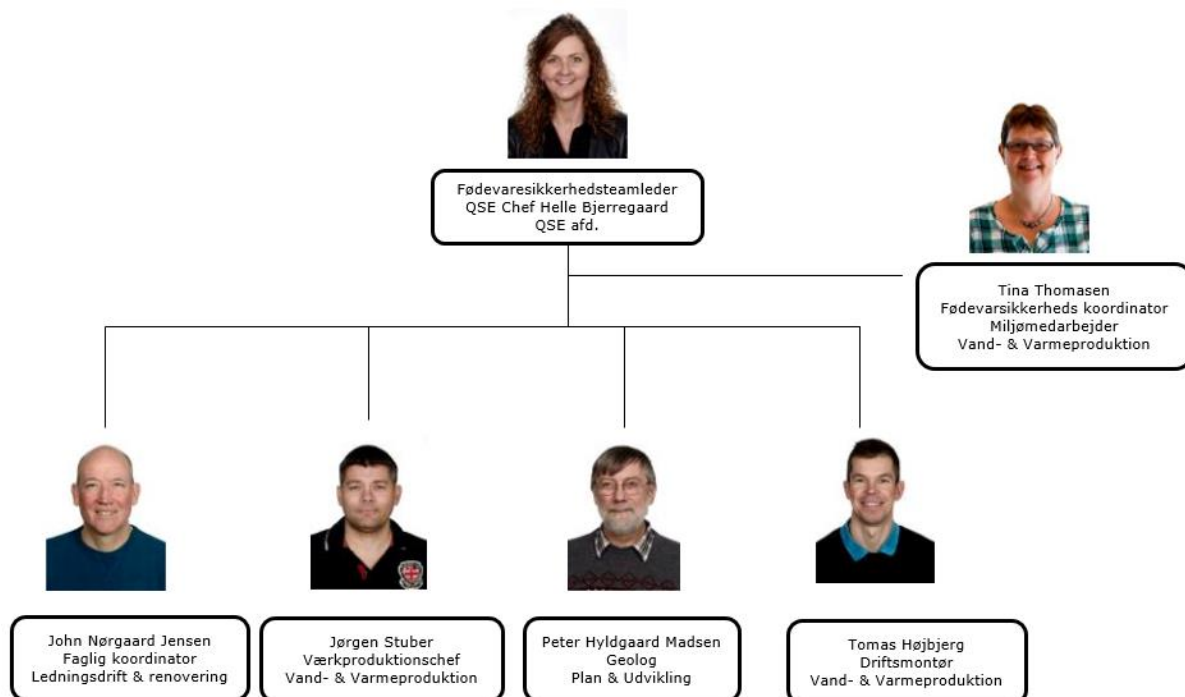 Fødevaresikkerhedsteamleder
QSE Chef Helle Bjerregaard
QSE afd.
Tina Thomasen
Fødevarsikkerheds koordinator
Miljømedarbejder
Vand- & Varmeproduktion
John Nørgaard Jensen
Faglig koordinator
Ledningsdrift & renovering
Jørgen Stuber
Værkproduktionschef
Vand- & Varmeproduktion
Peter Hyldgaard Madsen
Geolog
Plan & Udvikling
Tomas Højbjerg
Driftsmontør
Vand- & Varmeproduktion